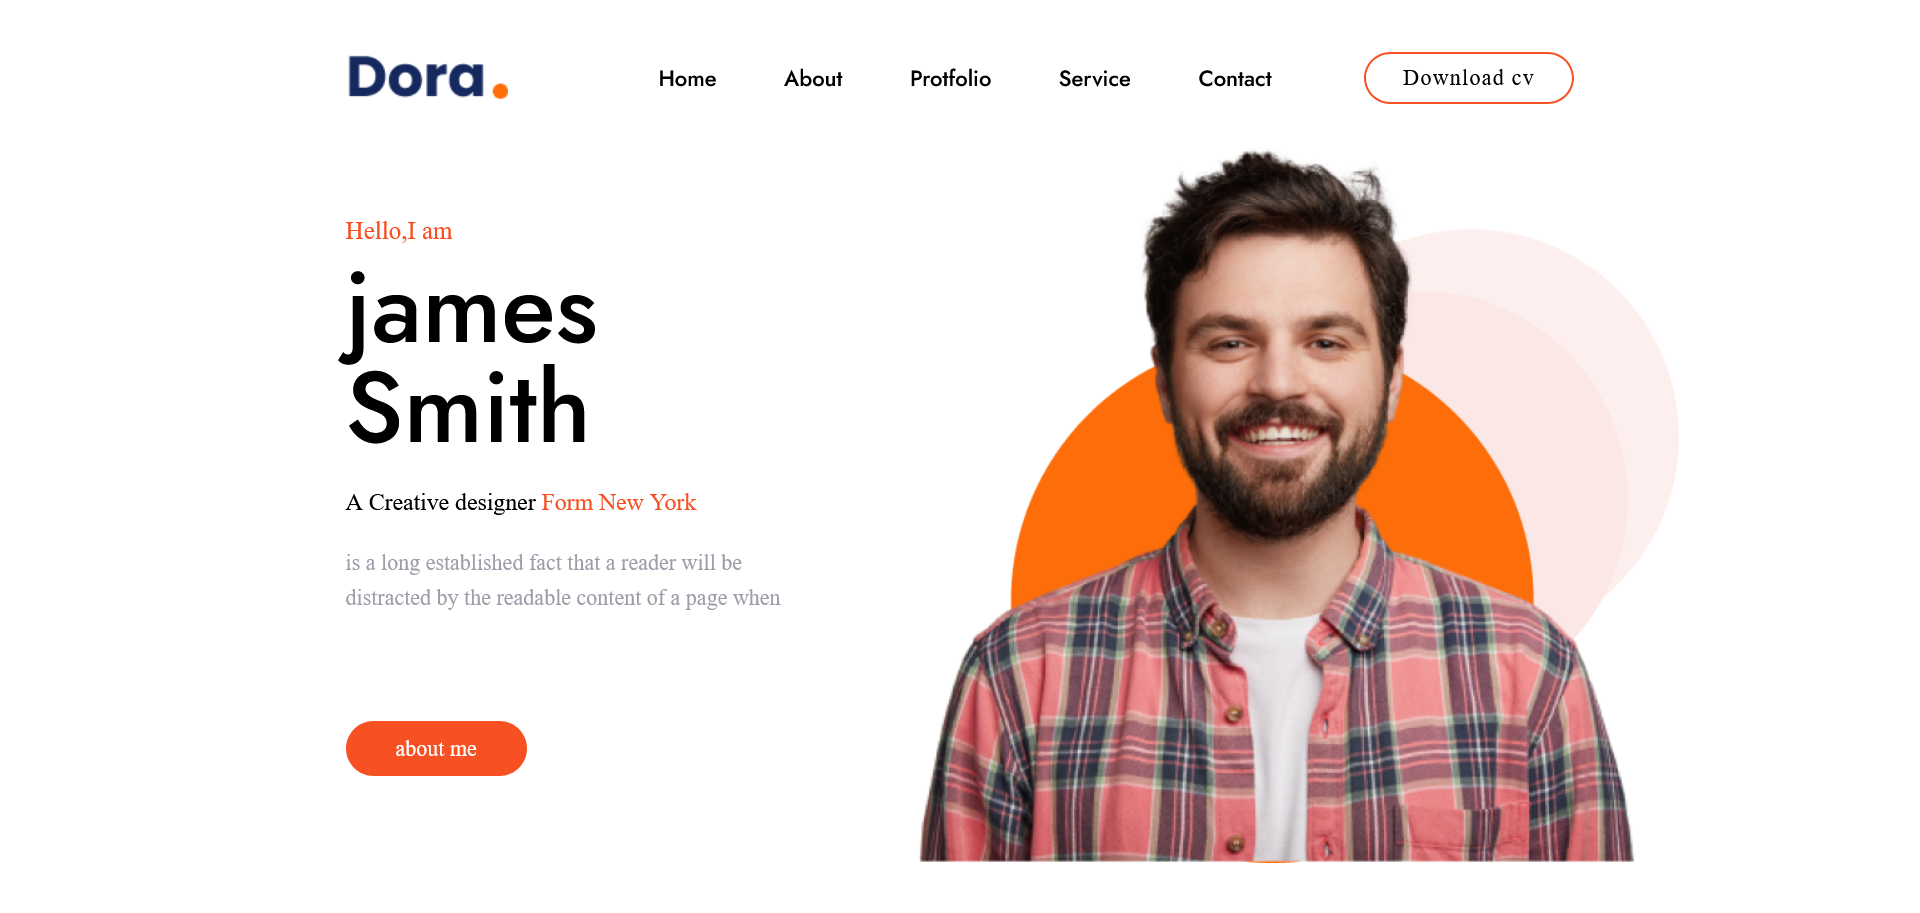 Dora.
Home
About
Protfolio
Service
Contact
Download cv
Hello,I am
james
Smith
A Creative designer Form New York
is a long established fact that a reader will be
distracted by the readable content of a page when
about me